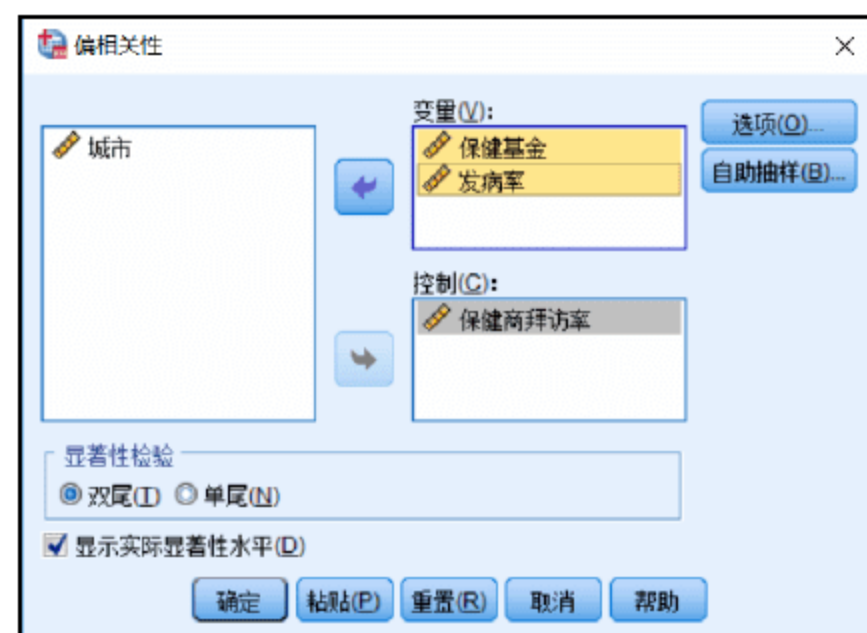 偏相关性
城市
变量(V):
保健基金
发病率
选项(O)...
自助抽样(B)...
控制(C):
保健商拜访率
显著性检验
双尾(T) 单尾(N)
显示实际显著性水平(D)
确定 粘贴(P) 重置(R) 取消 帮助